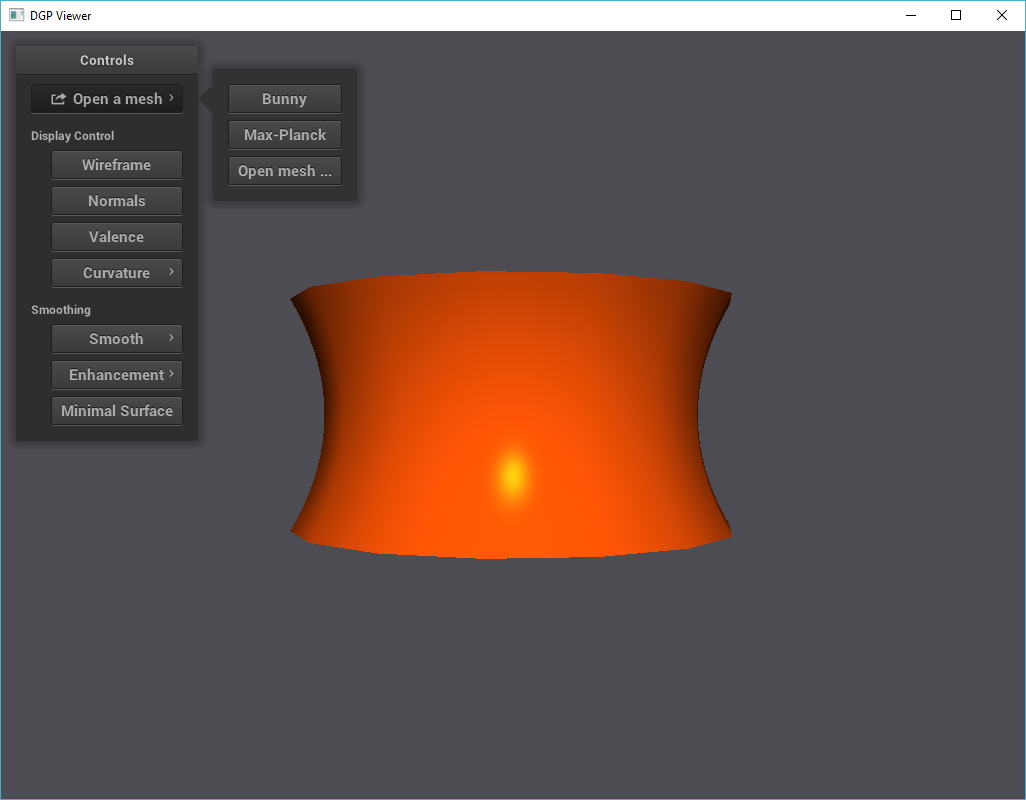 DGP Viewer
Controls
Open a mesh
Bunny
Max-Planck
Open mesh ...
Display Control
Wireframe
Normals
Valence
Curvature
Smoothing
Smooth
Enhancement
Minimal Surface